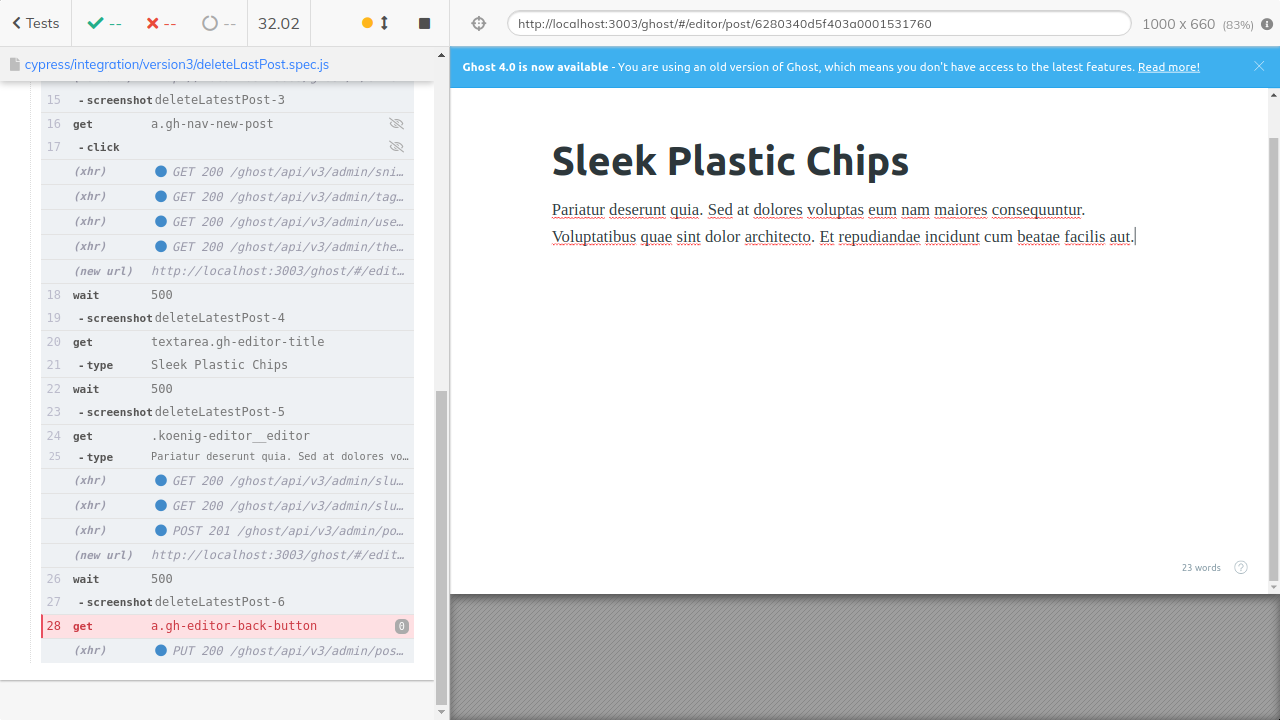 Tests
--
--
--
32.02
http://localhost:3003/ghost/#/editor/post/6280340d5f403a0001531760
1000 x 660 (83%)
cypress/integration/version3/deleteLastPost.spec.js
15 -screenshot deleteLatestPost-3
16 get a.gh-nav-new-post
17 -click
(xhr) GET 200 /ghost/api/v3/admin/sni…
(xhr) GET 200 /ghost/api/v3/admin/tag…
(xhr) GET 200 /ghost/api/v3/admin/use…
(xhr) GET 200 /ghost/api/v3/admin/the…
(new url) http://localhost:3003/ghost/#/edit…
18 wait 500
19 -screenshot deleteLatestPost-4
20 get textarea.gh-editor-title
21 -type Sleek Plastic Chips
22 wait 500
23 -screenshot deleteLatestPost-5
24 get .koenig-editor__editor
25 -type Pariatur deserunt quia. Sed at dolores vo…
(xhr) GET 200 /ghost/api/v3/admin/slu…
(xhr) GET 200 /ghost/api/v3/admin/slu…
(xhr) POST 201 /ghost/api/v3/admin/po…
(new url) http://localhost:3003/ghost/#/edit…
26 wait 500
27 -screenshot deleteLatestPost-6
28 get a.gh-editor-back-button 0
(xhr) PUT 200 /ghost/api/v3/admin/pos…
Ghost 4.0 is now available - You are using an old version of Ghost, which means you don't have access to the latest features. Read more!
Sleek Plastic Chips
Pariatur deserunt quia. Sed at dolores voluptas eum nam maiores consequuntur.
Voluptatibus quae sint dolor architecto. Et repudiandae incidunt cum beatae facilis aut.
23 words